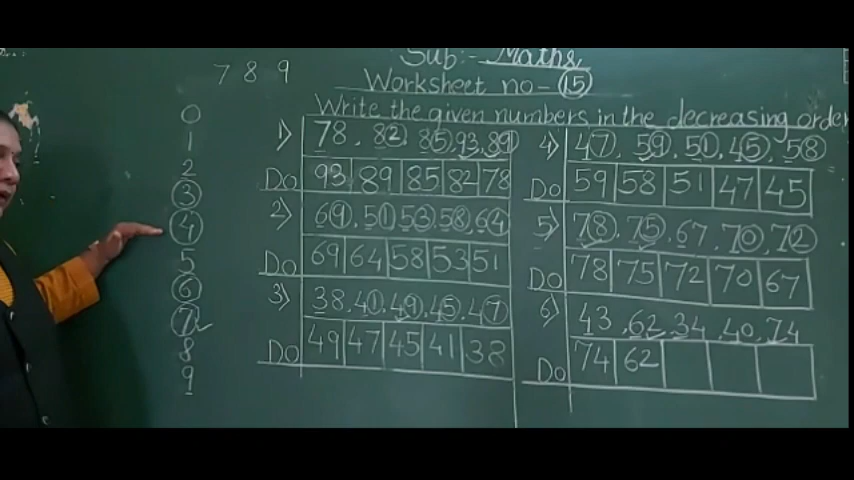 Sub:- Maths
7 8 9
Worksheet no- 15
Write the given numbers in the decreasing order
0
1
2
3
4
5
6
7
8
9
1) 78, 82, 85, 93, 89
Do 93 89 85 82 78
2) 69, 51, 53, 58, 64
Do 69 64 58 53 51
3) 38, 41, 49, 45, 47
Do 49 47 45 41 38
4) 47, 59, 51, 45, 58
Do 59 58 51 47 45
5) 78, 75, 67, 70, 72
Do 78 75 72 70 67
6) 43, 62, 34, 40, 74
Do 74 62